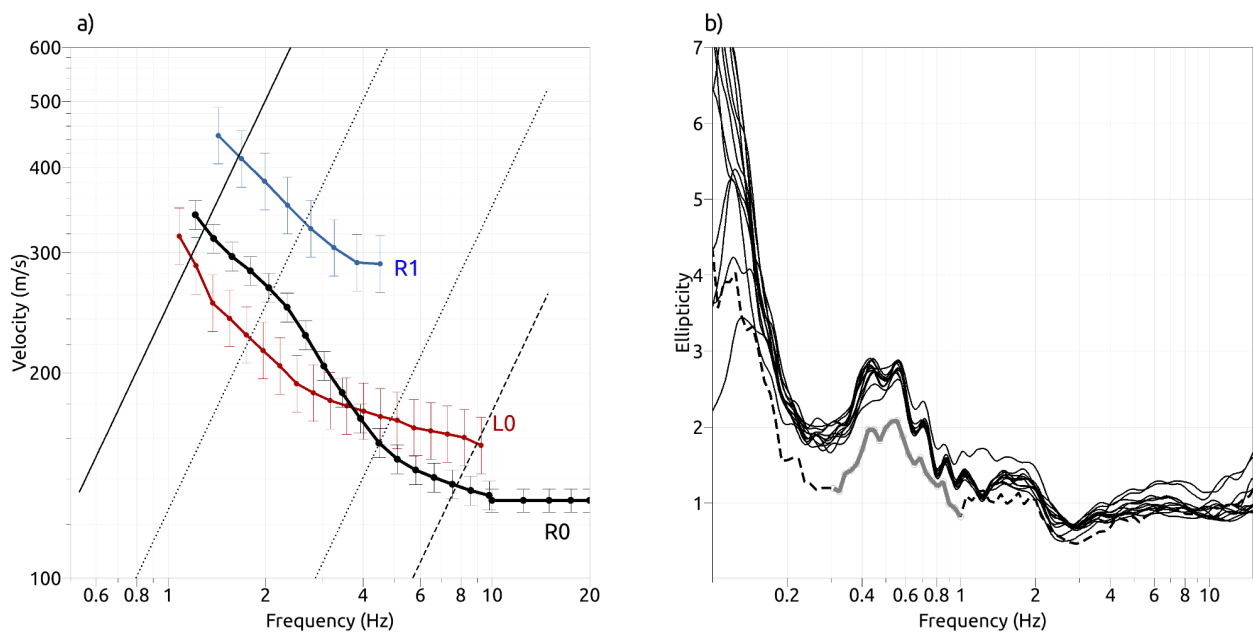 a)
600
500
400
300
200
100
Velocity (m/s)
R1
L0
R0
0.6 0.8 1 2 4 6 8 10 20
Frequency (Hz)
b)
7
6
5
4
3
2
1
Ellipticity
0.2 0.4 0.6 0.8 1 2 4 6 8 10
Frequency (Hz)